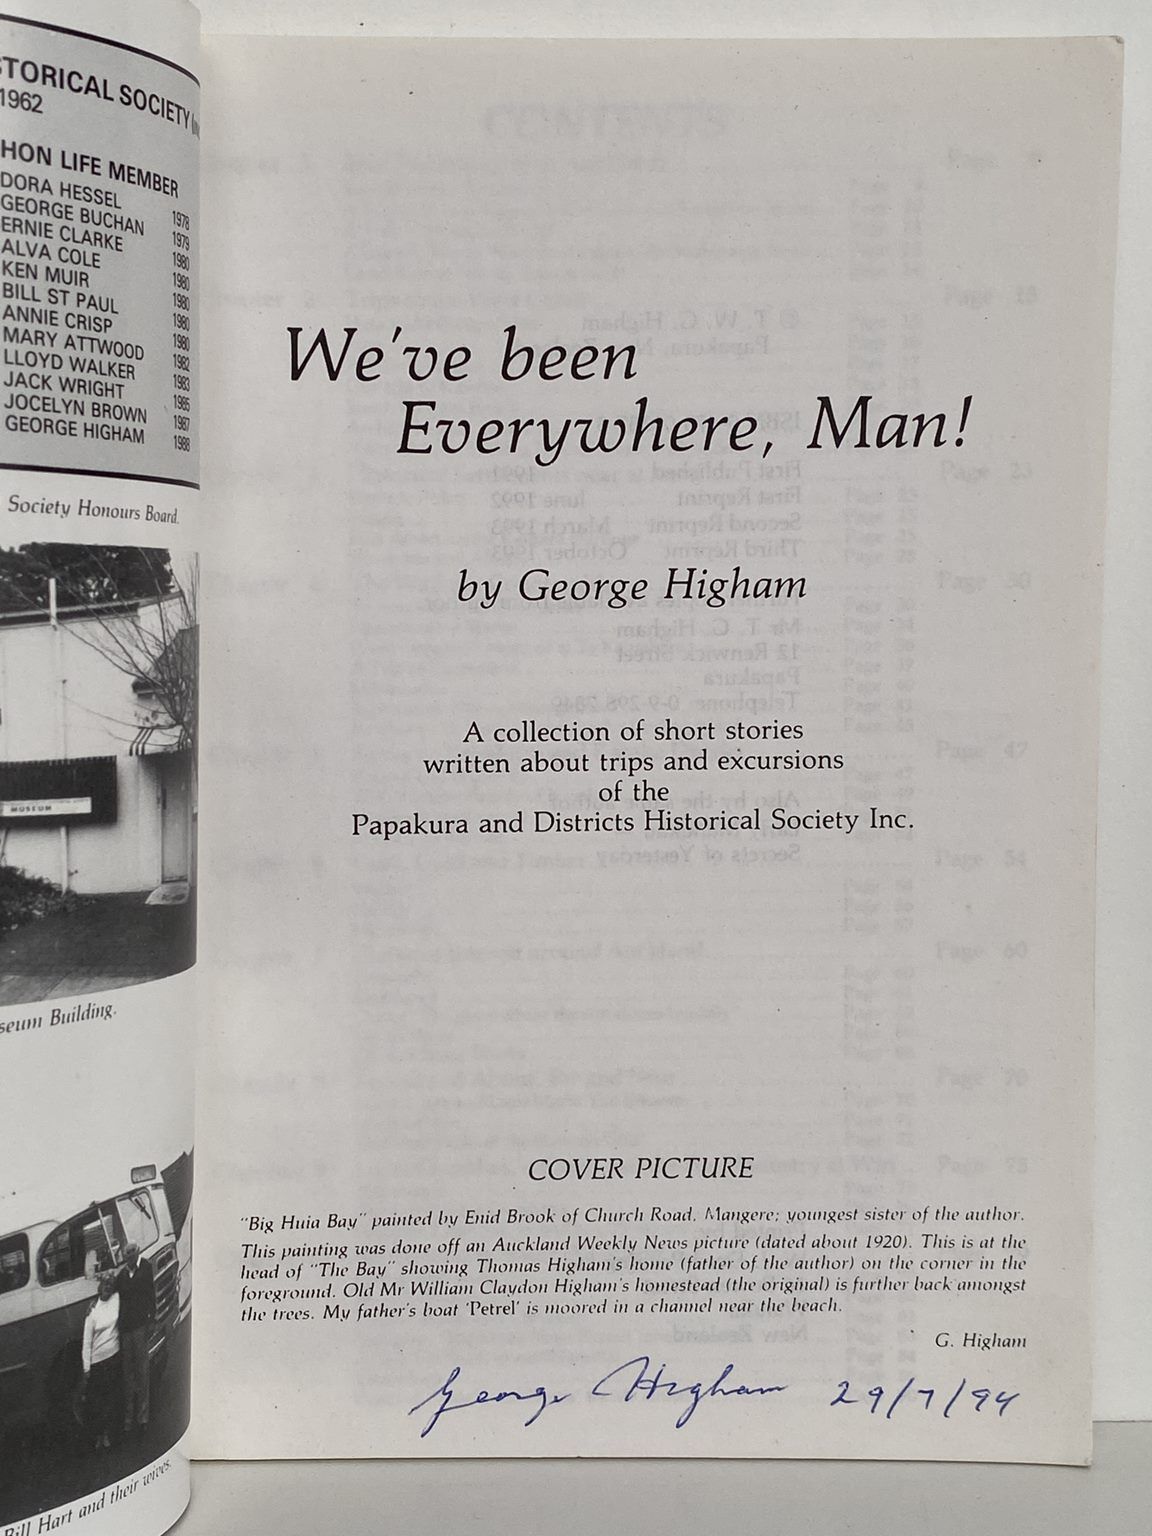 STORICAL SOCIETY
1962
HON LIFE MEMBER
DORA HESSEL 1978
GEORGE BUCHAN 1979
ERNIE CLARKE 1980
ALVA COLE 1980
KEN MUIR 1980
BILL ST PAUL 1980
ANNIE CRISP 1980
MARY ATTWOOD 1982
LLOYD WALKER 1983
JACK WRIGHT 1985
JOCELYN BROWN 1987
GEORGE HIGHAM 1988
Society Honours Board.
MUSEUM
seum Building.
Bill Hart and their wives.
We've been
Everywhere, Man!
by George Higham
A collection of short stories
written about trips and excursions
of the
Papakura and Districts Historical Society Inc.
COVER PICTURE
"Big Huia Bay" painted by Enid Brook of Church Road, Mangere; youngest sister of the author.
This painting was done off an Auckland Weekly News picture (dated about 1920). This is at the
head of "The Bay" showing Thomas Higham's home (father of the author) on the corner in the
foreground. Old Mr William Claydon Higham's homestead (the original) is further back amongst
the trees. My father's boat 'Petrel' is moored in a channel near the beach.
G. Higham
George Higham 29/7/94